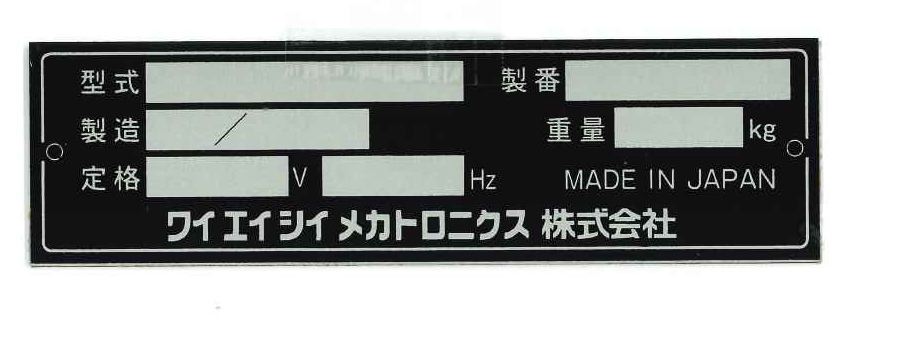 型式 製番
製造 / 重量 kg
定格 V Hz MADE IN JAPAN
ワイエイシイメカトロニクス株式会社